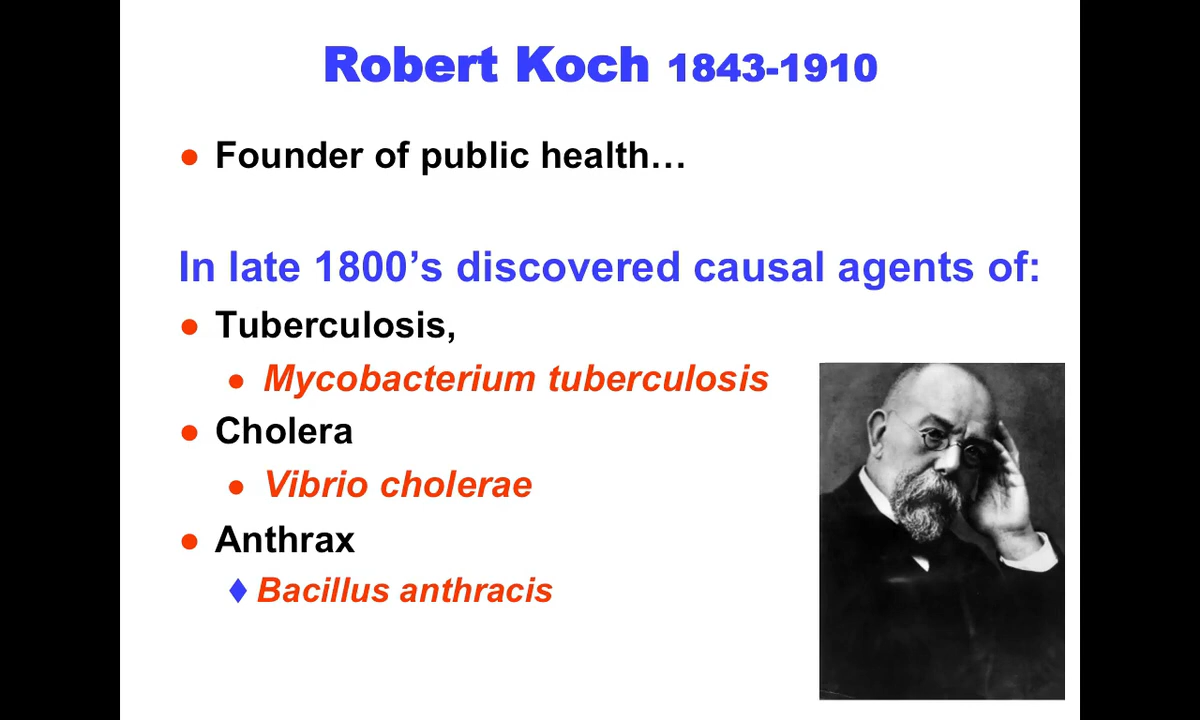 Robert Koch 1843-1910
Founder of public health…
In late 1800’s discovered causal agents of:
Tuberculosis,
Mycobacterium tuberculosis
Cholera
Vibrio cholerae
Anthrax
Bacillus anthracis